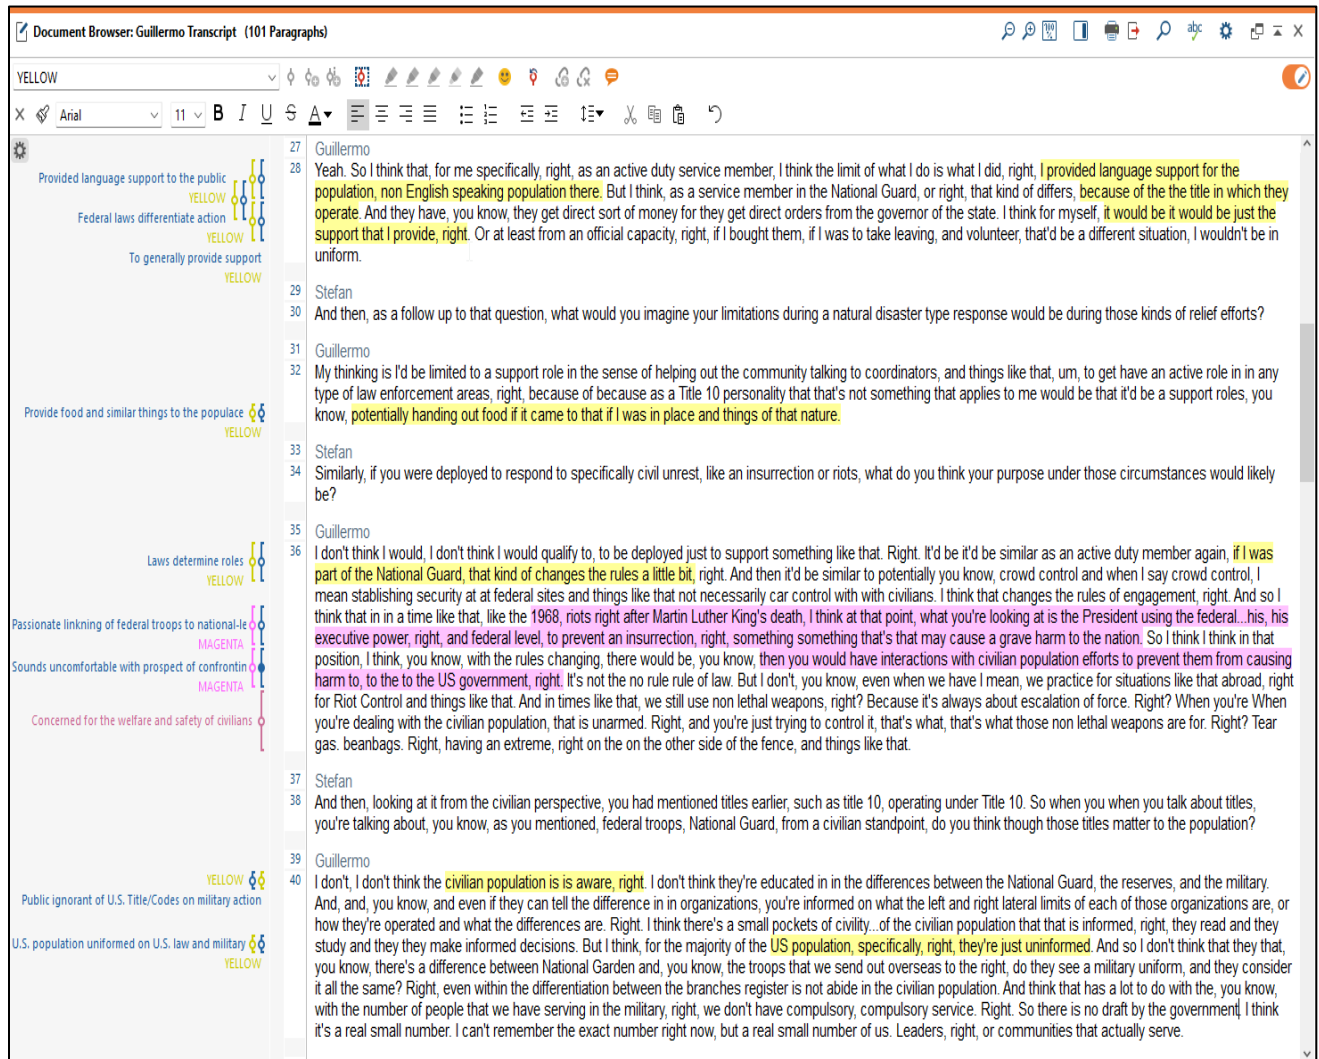 Document Browser: Guillermo Transcript (101 Paragraphs)
YELLOW
Arial
11
B I U S A
abc
27 Guillermo
28 Yeah. So I think that, for me specifically, right, as an active duty service member, I think the limit of what I do is what I did, right, I provided language support for the
population, non English speaking population there. But I think, as a service member in the National Guard, or right, that kind of differs, because of the the title in which they
operate. And they have, you know, they get direct sort of money for they get direct orders from the governor of the state. I think for myself, it would be it would be just the
support that I provide, right. Or at least from an official capacity, right, if I bought them, if I was to take leaving, and volunteer, that'd be a different situation, I wouldn't be in
uniform.
Provided language support to the public
YELLOW
Federal laws differentiate action
YELLOW
To generally provide support
YELLOW
29 Stefan
30 And then, as a follow up to that question, what would you imagine your limitations during a natural disaster type response would be during those kinds of relief efforts?
31 Guillermo
32 My thinking is I'd be limited to a support role in the sense of helping out the community talking to coordinators, and things like that, um, to get have an active role in in any
type of law enforcement areas, right, because of because as a Title 10 personality that that's not something that applies to me would be that it'd be a support roles, you
know, potentially handing out food if it came to that if I was in place and things of that nature.
Provide food and similar things to the populace
YELLOW
33 Stefan
34 Similarly, if you were deployed to respond to specifically civil unrest, like an insurrection or riots, what do you think your purpose under those circumstances would likely
be?
35 Guillermo
36 I don't think I would, I don't think I would qualify to, to be deployed just to support something like that. Right. It'd be it'd be similar as an active duty member again, if I was
part of the National Guard, that kind of changes the rules a little bit, right. And then it'd be similar to potentially you know, crowd control and when I say crowd control, I
mean stablishing security at at federal sites and things like that not necessarily car control with with civilians. I think that changes the rules of engagement, right. And so I
think that in in a time like that, like the 1968, riots right after Martin Luther King's death, I think at that point, what you're looking at is the President using the federal...his, his
executive power, right, and federal level, to prevent an insurrection, right, something something that's that may cause a grave harm to the nation. So I think I think in that
position, I think, you know, with the rules changing, there would be, you know, then you would have interactions with civilian population efforts to prevent them from causing
harm to, to the to the US government, right. It's not the no rule rule of law. But I don't, you know, even when we have I mean, we practice for situations like that abroad, right
for Riot Control and things like that. And in times like that, we still use non lethal weapons, right? Because it's always about escalation of force. Right? When you're When
you're dealing with the civilian population, that is unarmed. Right, and you're just trying to control it, that's what, that's what those non lethal weapons are for. Right? Tear
gas. beanbags. Right, having an extreme, right on the on the other side of the fence, and things like that.
Laws determine roles
YELLOW
Passionate linkning of federal troops to national-le
MAGENTA
Sounds uncomfortable with prospect of confrontin
MAGENTA
Concerned for the welfare and safety of civilians
37 Stefan
38 And then, looking at it from the civilian perspective, you had mentioned titles earlier, such as title 10, operating under Title 10. So when you when you talk about titles,
you're talking about, you know, as you mentioned, federal troops, National Guard, from a civilian standpoint, do you think though those titles matter to the population?
39 Guillermo
40 I don't, I don't think the civilian population is is aware, right. I don't think they're educated in in the differences between the National Guard, the reserves, and the military.
And, and, you know, and even if they can tell the difference in in organizations, you're informed on what the left and right lateral limits of each of those organizations are, or
how they're operated and what the differences are. Right. I think there's a small pockets of civility...of the civilian population that that is informed, right, they read and they
study and they they make informed decisions. But I think, for the majority of the US population, specifically, right, they're just uninformed. And so I don't think that they that,
you know, there's a difference between National Garden and, you know, the troops that we send out overseas to the right, do they see a military uniform, and they consider
it all the same? Right, even within the differentiation between the branches register is not abide in the civilian population. And think that has a lot to do with the, you know,
with the number of people that we have serving in the military, right, we don't have compulsory, compulsory service. Right. So there is no draft by the government, I think
it's a real small number. I can't remember the exact number right now, but a real small number of us. Leaders, right, or communities that actually serve.
YELLOW
Public ignorant of U.S. Title/Codes on military action
U.S. population uniformed on U.S. law and military
YELLOW